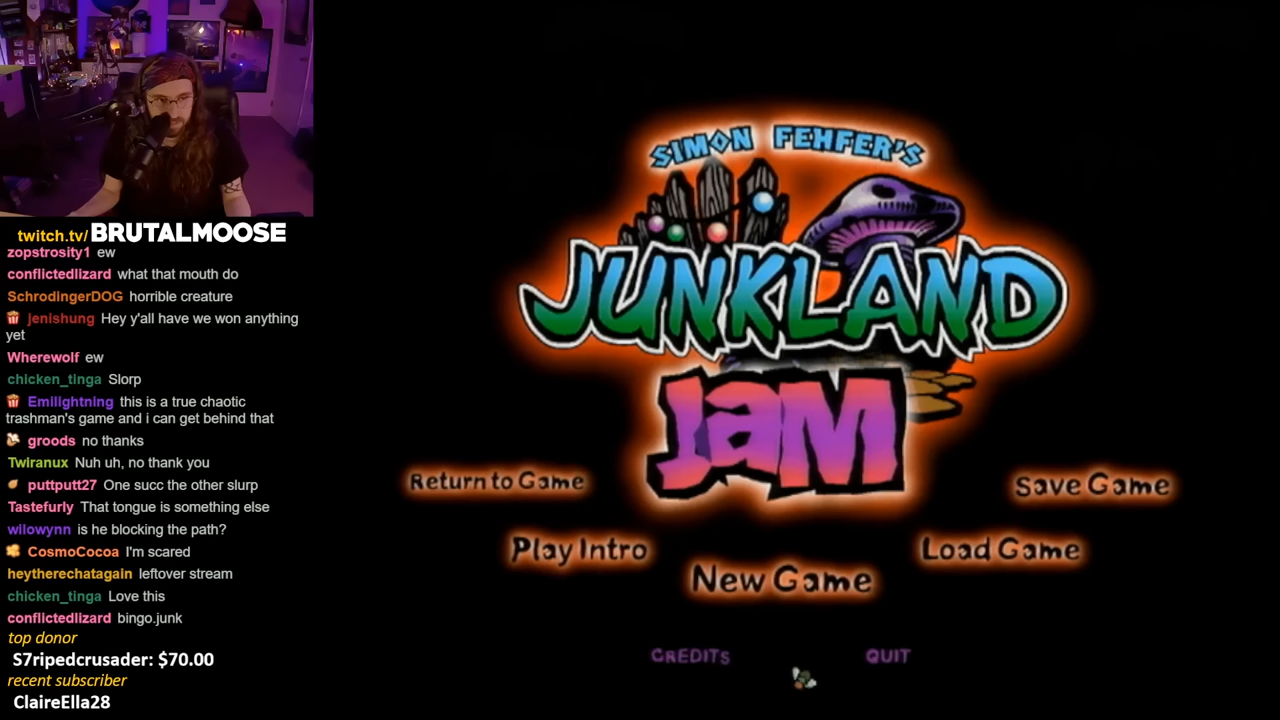 twitch.tv/BRUTALMOOSE
zopstrosity1 ew
conflictedlizard what that mouth do
SchrodingerDOG horrible creature
jenishung Hey y'all have we won anything
yet
Wherewolf ew
chicken_tinga Slorp
Emilightning this is a true chaotic
trashman's game and i can get behind that
groods no thanks
Twiranux Nuh uh, no thank you
puttputt27 One succ the other slurp
Tastefurly That tongue is something else
wilowynn is he blocking the path?
CosmoCocoa I'm scared
heytherechatagain leftover stream
chicken_tinga Love this
conflictedlizard bingo.junk
top donor
S7ripedcrusader: $70.00
recent subscriber
ClaireElla28
SIMON FEHFER'S
JUNKLAND
JAM
Return to Game
Save Game
Play Intro
Load Game
New Game
CREDITS
QUIT